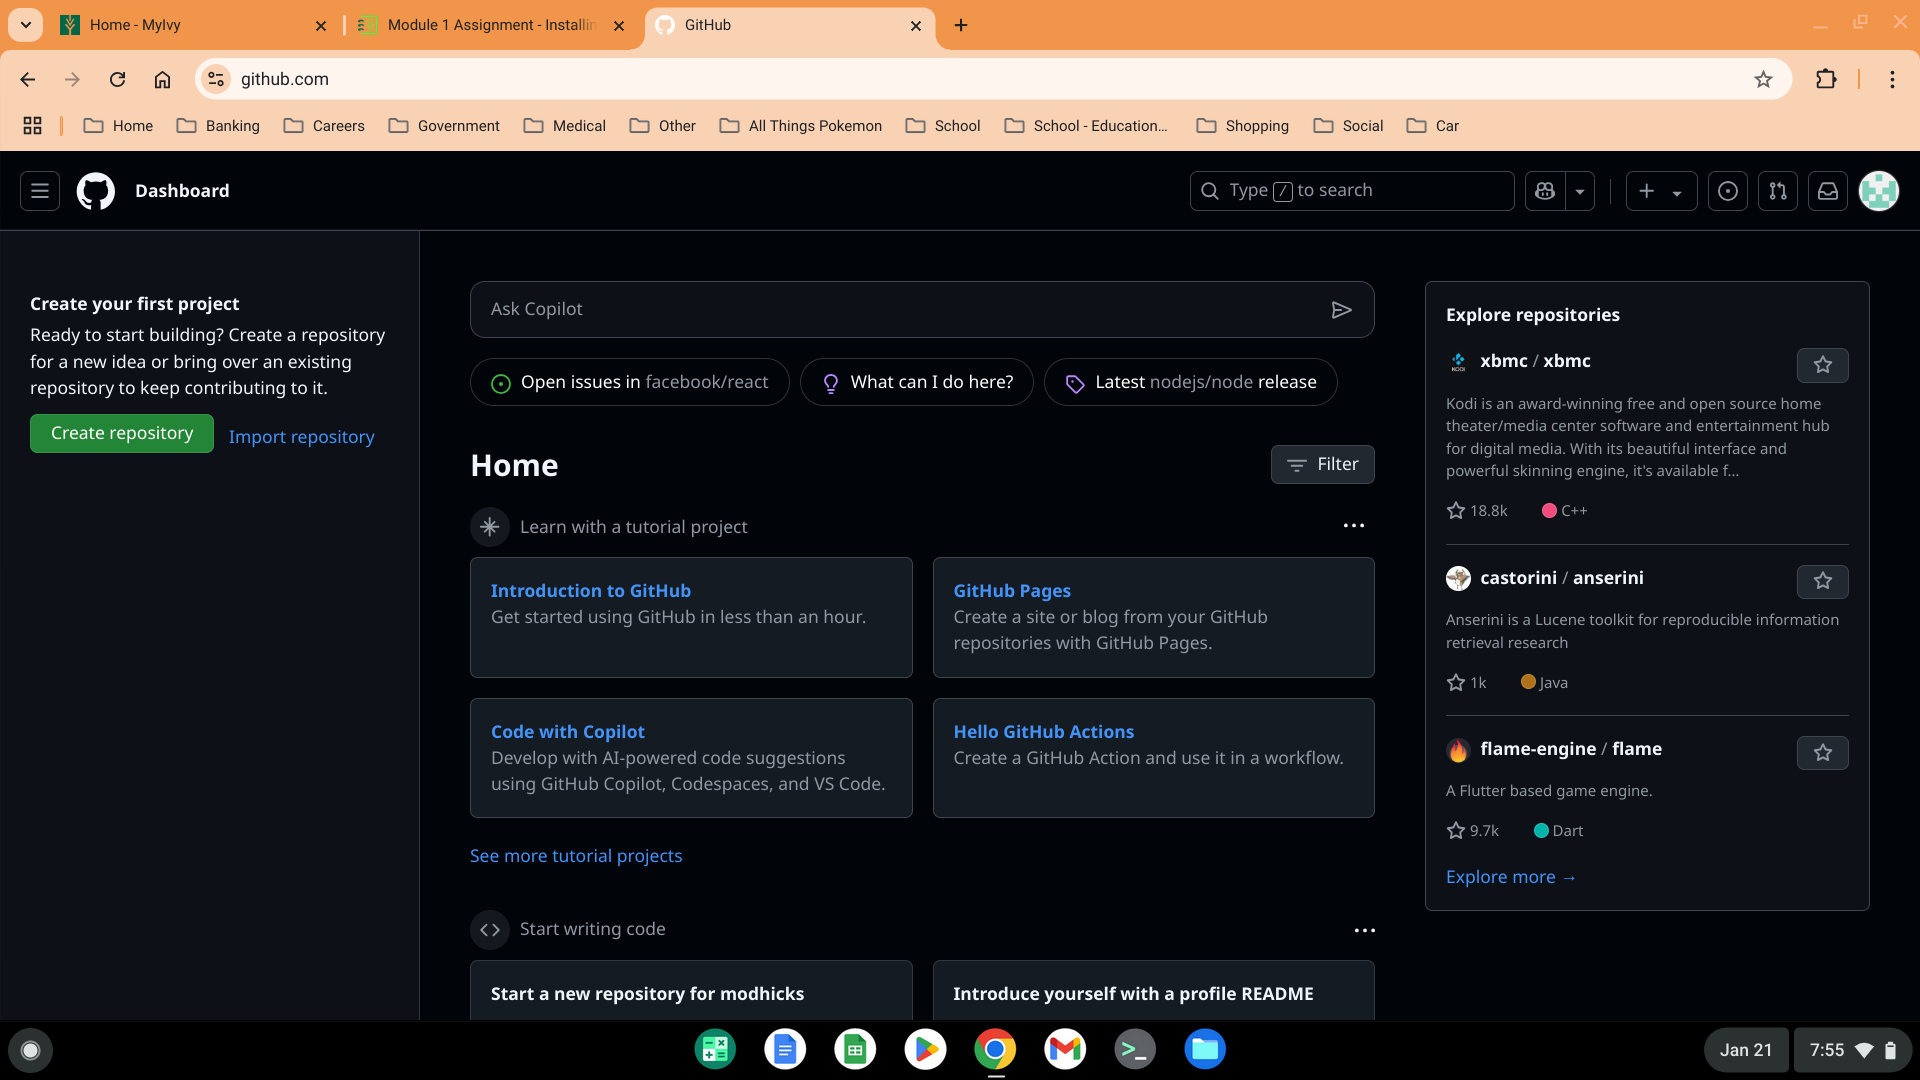 Home - MyIvy
Module 1 Assignment - Installin
GitHub
github.com
Home
Banking
Careers
Government
Medical
Other
All Things Pokemon
School
School - Education...
Shopping
Social
Car
Dashboard
Type / to search
Create your first project
Ready to start building? Create a repository
for a new idea or bring over an existing
repository to keep contributing to it.
Create repository
Import repository
Ask Copilot
Open issues in facebook/react
What can I do here?
Latest nodejs/node release
Home
Filter
Learn with a tutorial project
Introduction to GitHub
Get started using GitHub in less than an hour.
GitHub Pages
Create a site or blog from your GitHub
repositories with GitHub Pages.
Code with Copilot
Develop with AI-powered code suggestions
using GitHub Copilot, Codespaces, and VS Code.
Hello GitHub Actions
Create a GitHub Action and use it in a workflow.
See more tutorial projects
Start writing code
Start a new repository for modhicks
Introduce yourself with a profile README
Explore repositories
KODI
xbmc / xbmc
Kodi is an award-winning free and open source home
theater/media center software and entertainment hub
for digital media. With its beautiful interface and
powerful skinning engine, it's available f...
18.8k
C++
castorini / anserini
Anserini is a Lucene toolkit for reproducible information
retrieval research
1k
Java
flame-engine / flame
A Flutter based game engine.
9.7k
Dart
Explore more →
Jan 21
7:55